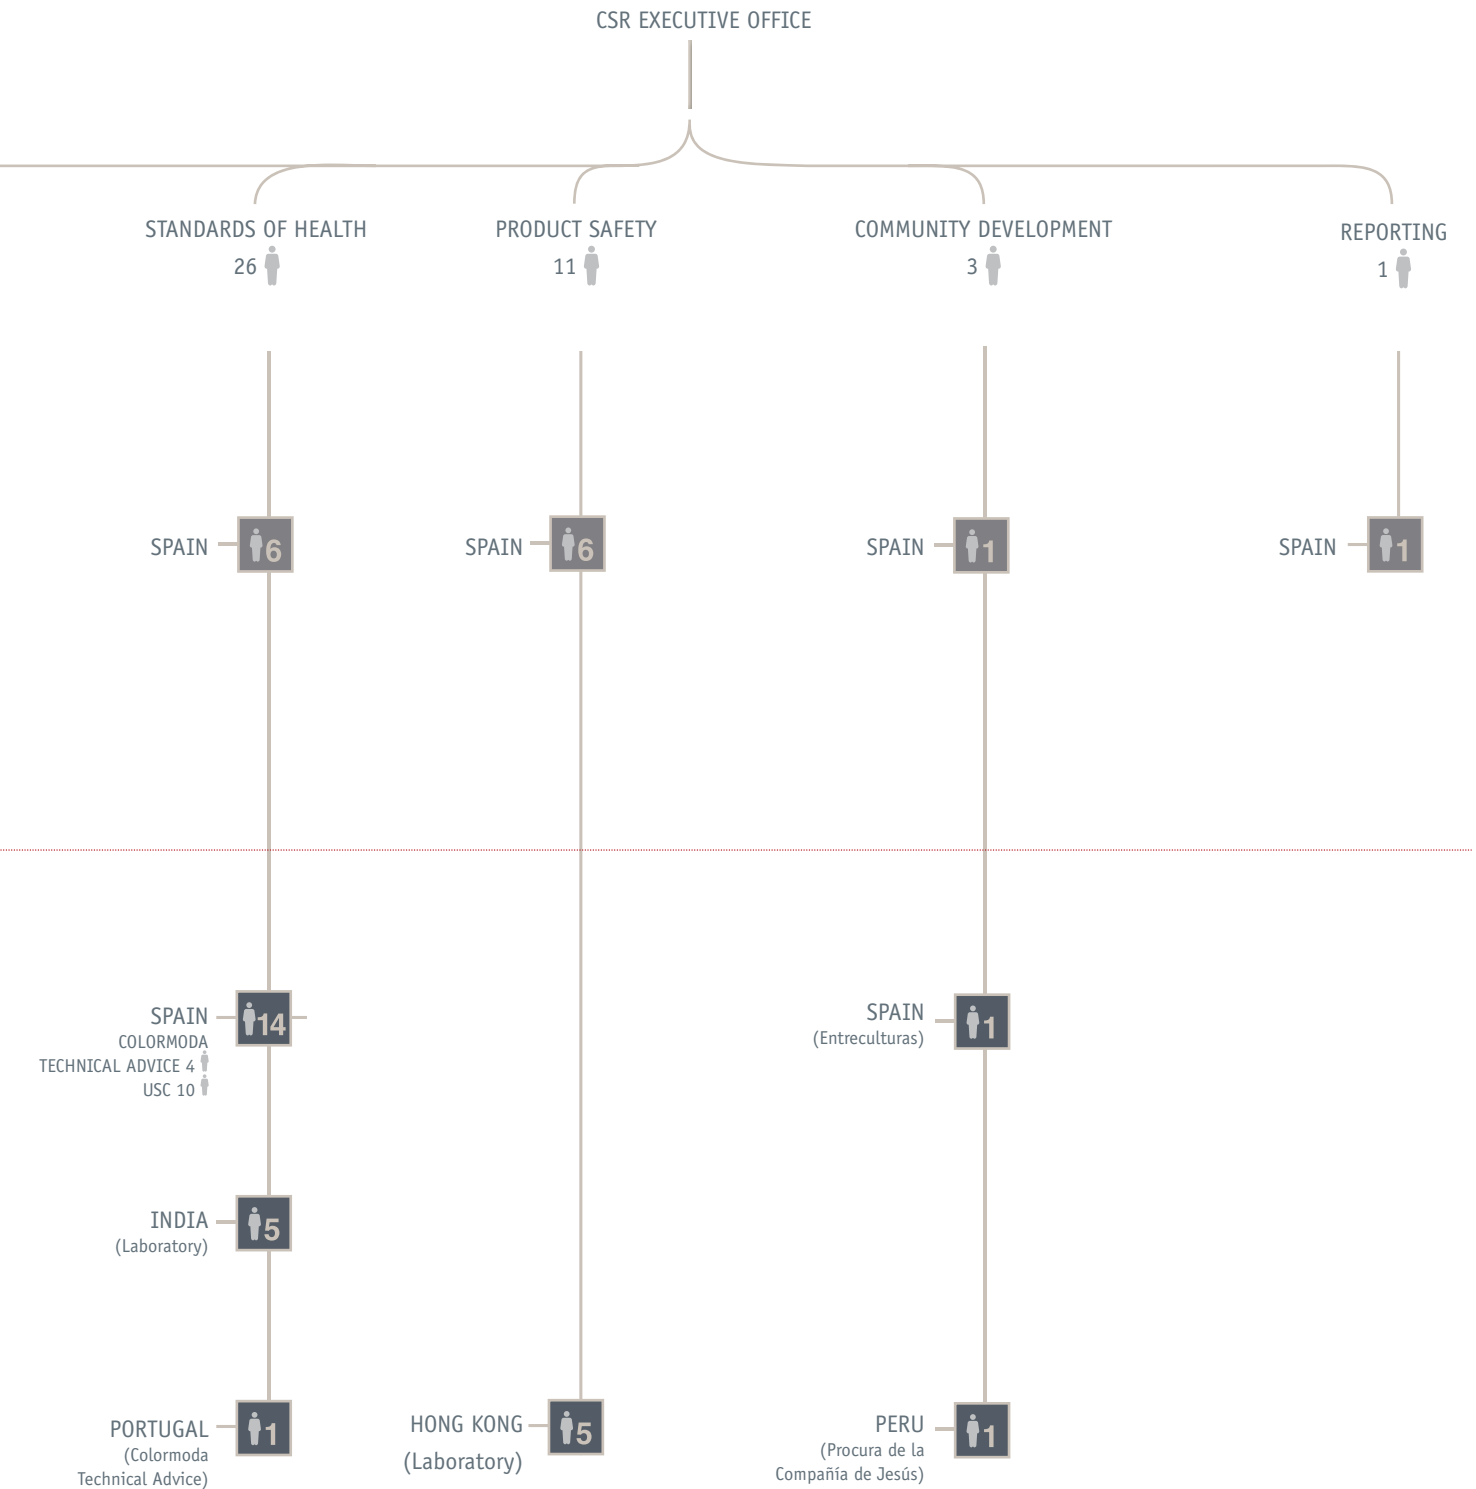 CSR EXECUTIVE OFFICE
STANDARDS OF HEALTH
26
PRODUCT SAFETY
11
COMMUNITY DEVELOPMENT
3
REPORTING
1
SPAIN
6
SPAIN
6
SPAIN
1
SPAIN
1
SPAIN
14
COLORMODA
TECHNICAL ADVICE 4
USC 10
SPAIN
(Entreculturas)
1
INDIA
(Laboratory)
5
PORTUGAL
(Colormoda
Technical Advice)
1
HONG KONG
(Laboratory)
5
PERU
(Procura de la
Compañía de Jesús)
1